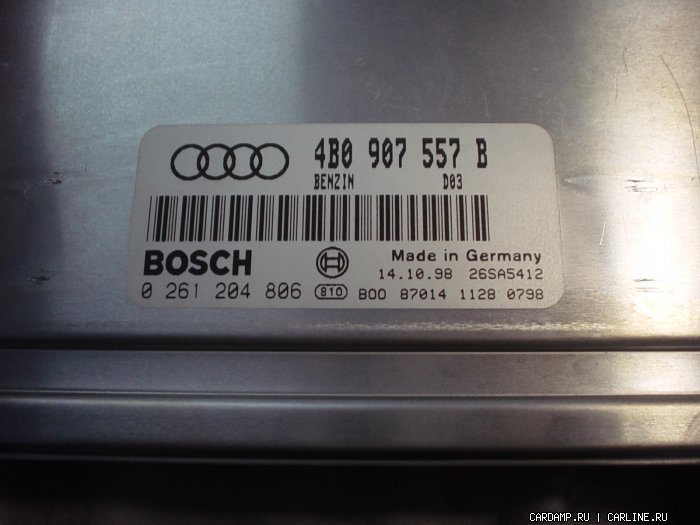 4B0 907 557 B
BENZIN D03
BOSCH Made in Germany
14.10.98 26SA5412
0 261 204 806 810 B00 87014 1128 0798
CARDAMP.RU | CARLINE.RU